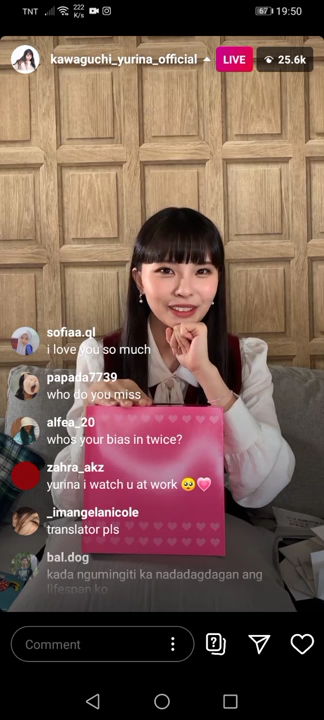 TNT 222 K/s 67 19:50
kawaguchi_yurina_official LIVE 25.6k
sofiaa.gl
i love you so much
papada7739
who do you miss
alfea_20
whos your bias in twice?
zahra_akz
yurina i watch u at work 🥺💗
_imangelanicole
translator pls
bal.dog
kada ngumingiti ka nadadagdagan ang
lifespan ko
Comment